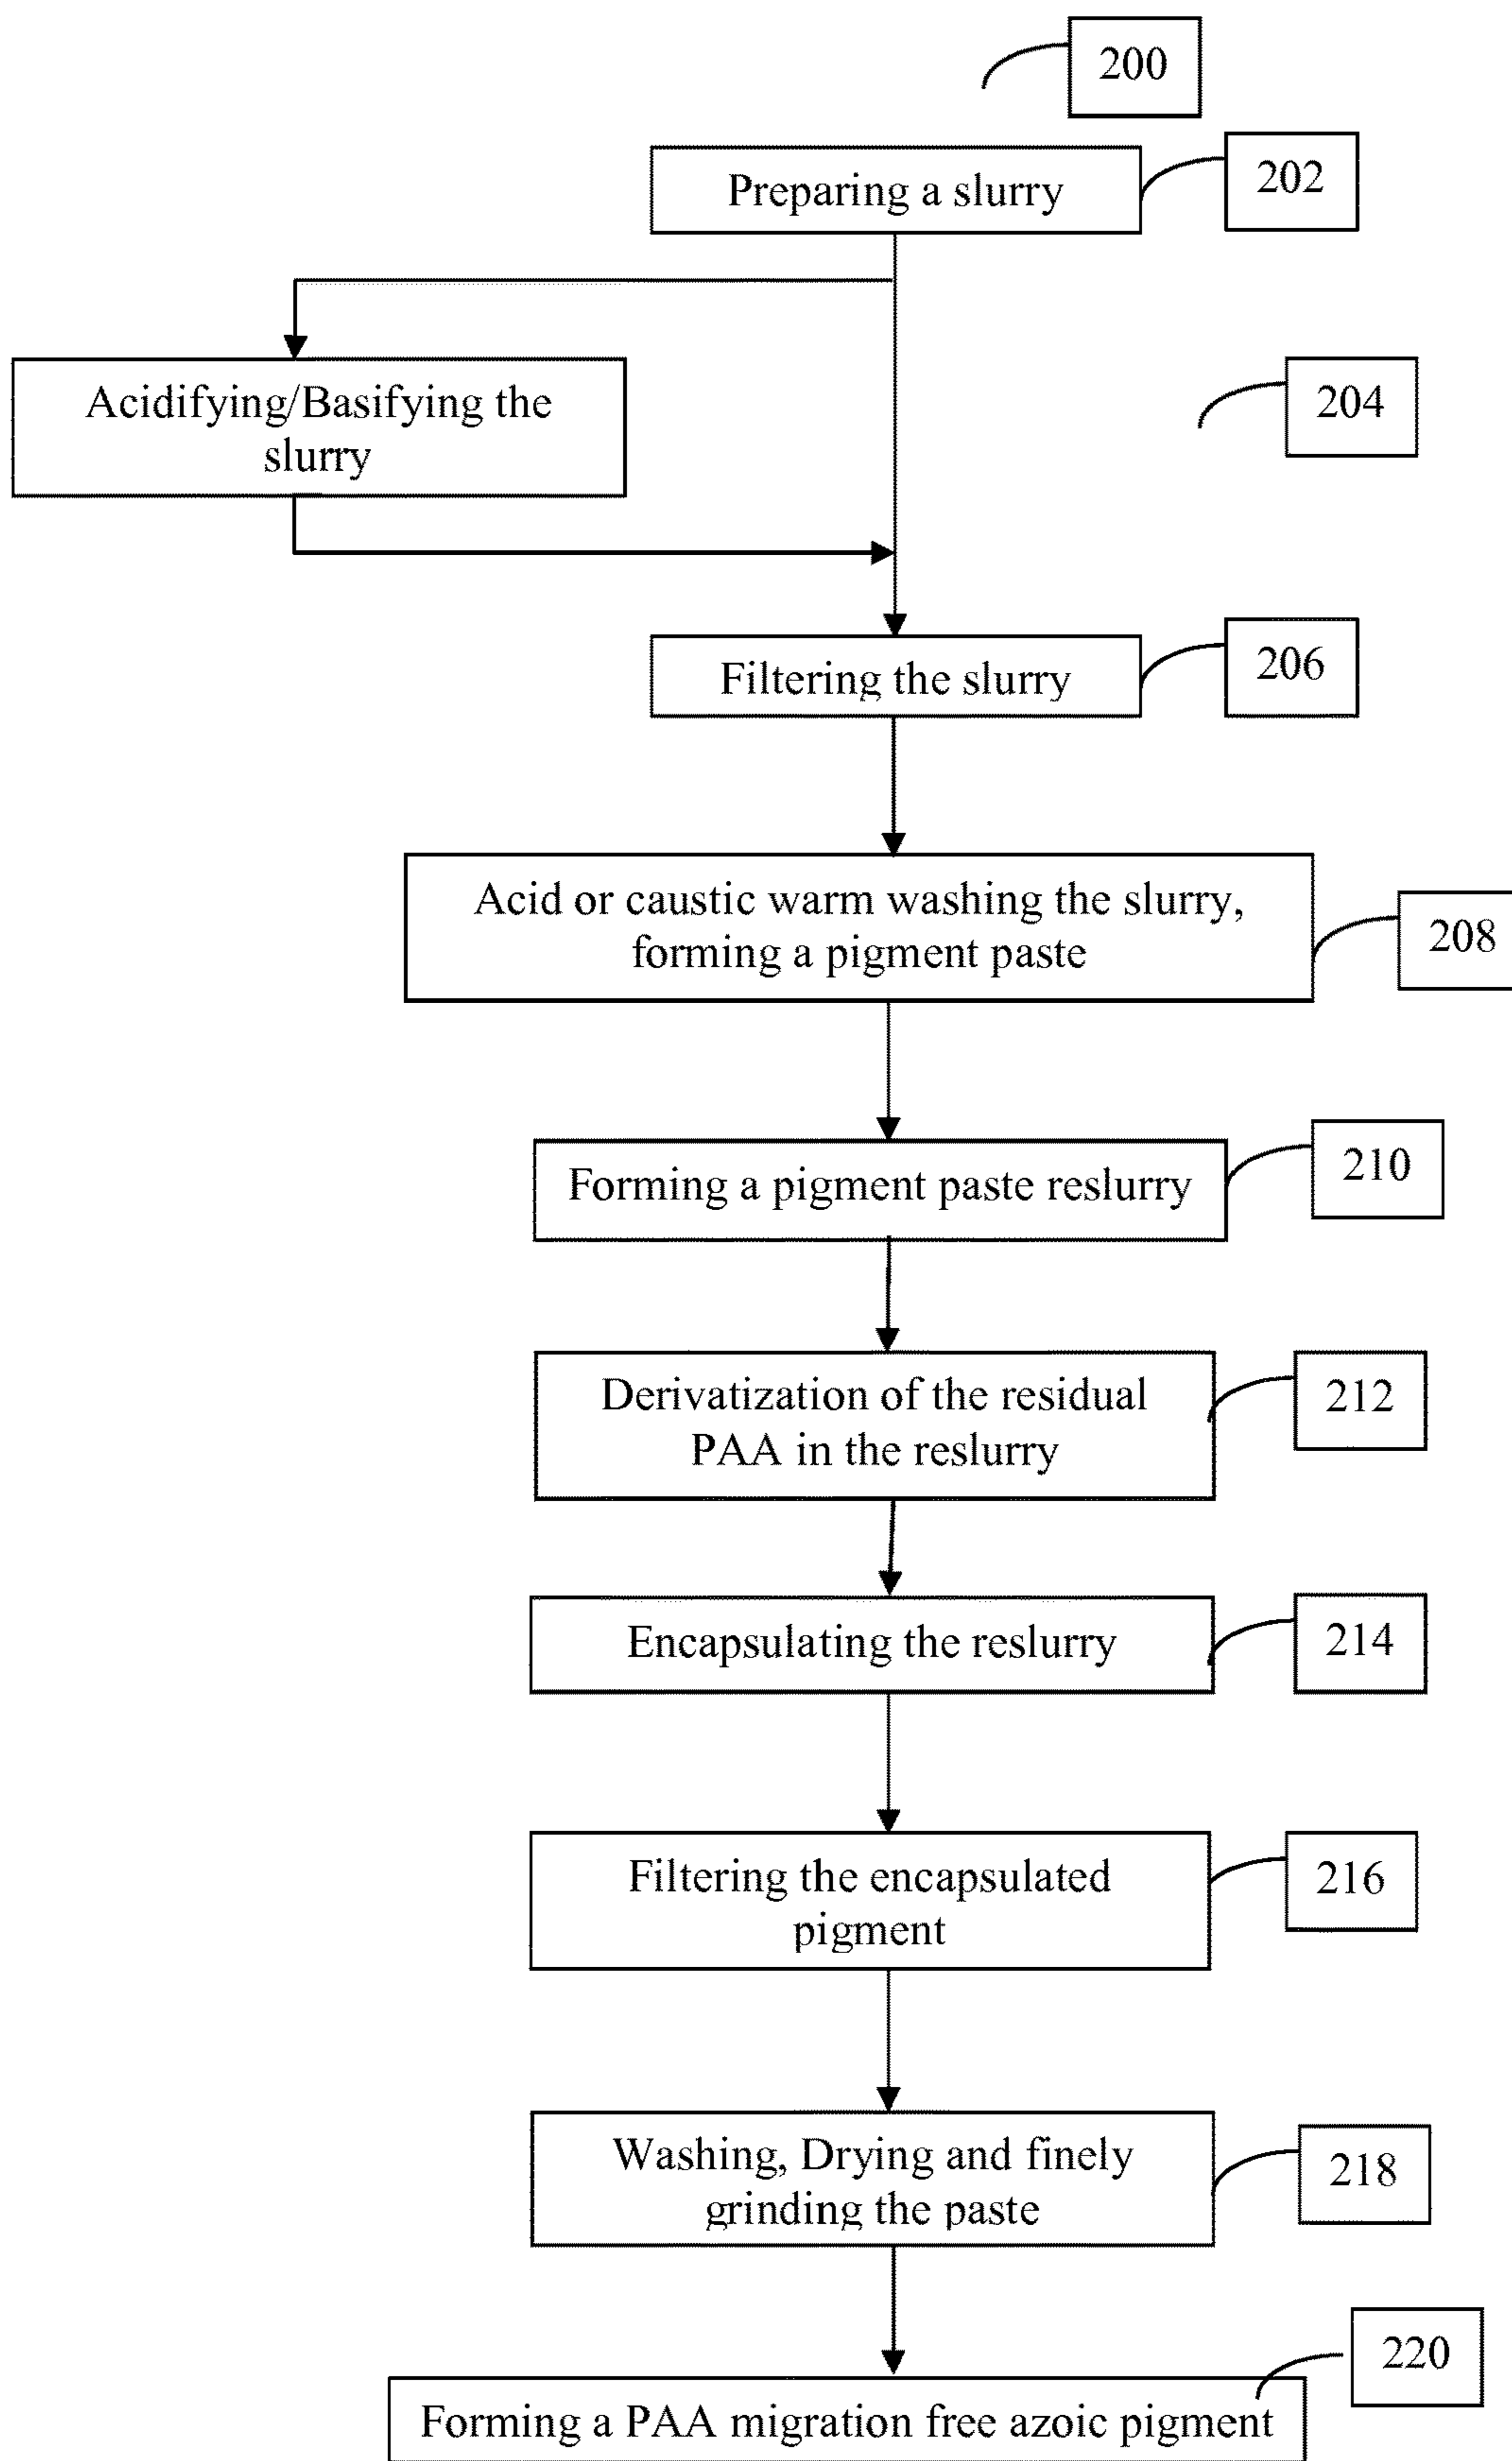 200
Preparing a slurry
202
Acidifying/Basifying the
slurry
204
Filtering the slurry
206
Acid or caustic warm washing the slurry,
forming a pigment paste
208
Forming a pigment paste reslurry
210
Derivatization of the residual
PAA in the reslurry
212
Encapsulating the reslurry
214
Filtering the encapsulated
pigment
216
Washing, Drying and finely
grinding the paste
218
220
Forming a PAA migration free azoic pigment